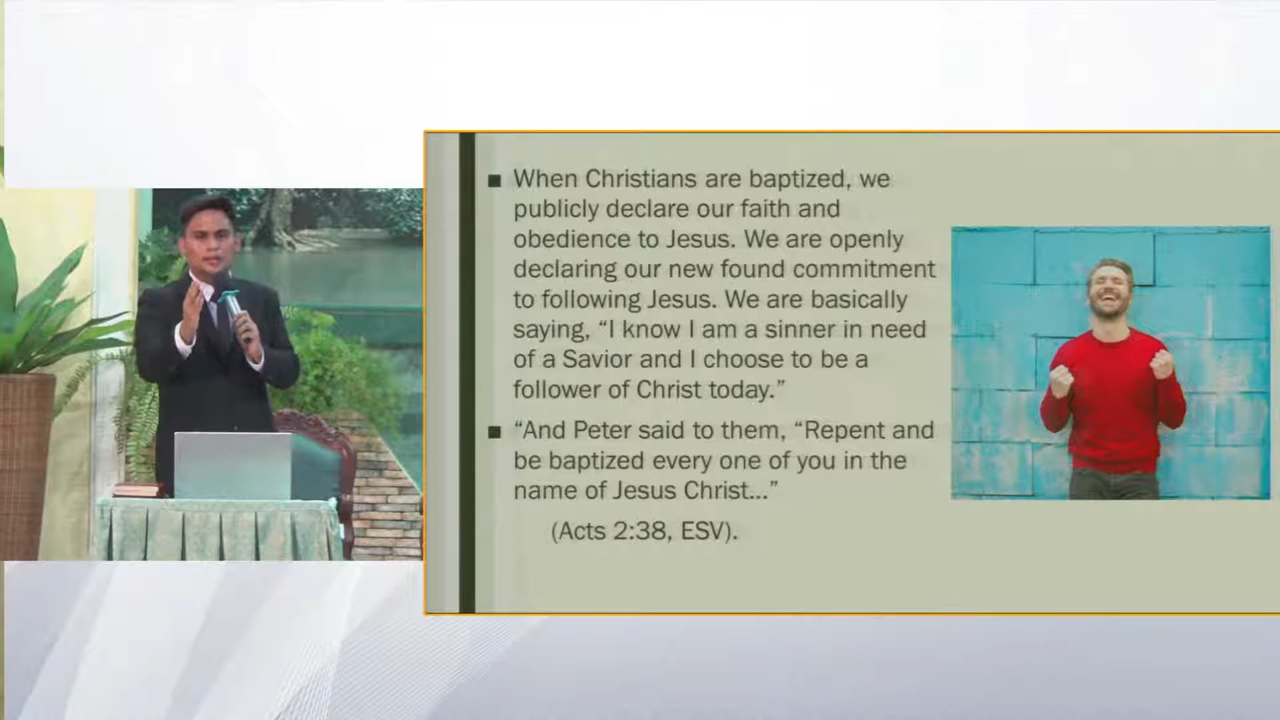 ■ When Christians are baptized, we
publicly declare our faith and
obedience to Jesus. We are openly
declaring our new found commitment
to following Jesus. We are basically
saying, “I know I am a sinner in need
of a Savior and I choose to be a
follower of Christ today.”
■ “And Peter said to them, “Repent and
be baptized every one of you in the
name of Jesus Christ...”
(Acts 2:38, ESV).